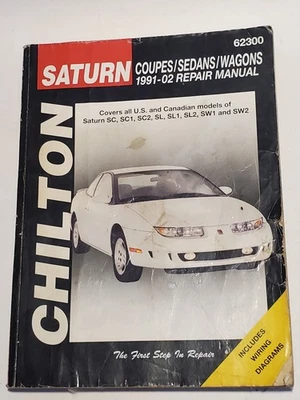 62300
SATURN
COUPES/SEDANS/WAGONS
1991-02 REPAIR MANUAL
Covers all U.S. and Canadian models of
Saturn SC, SC1, SC2, SL, SL1, SL2, SW1 and SW2
CHILTON
The First Step In Repair
INCLUDES
WIRING
DIAGRAMS